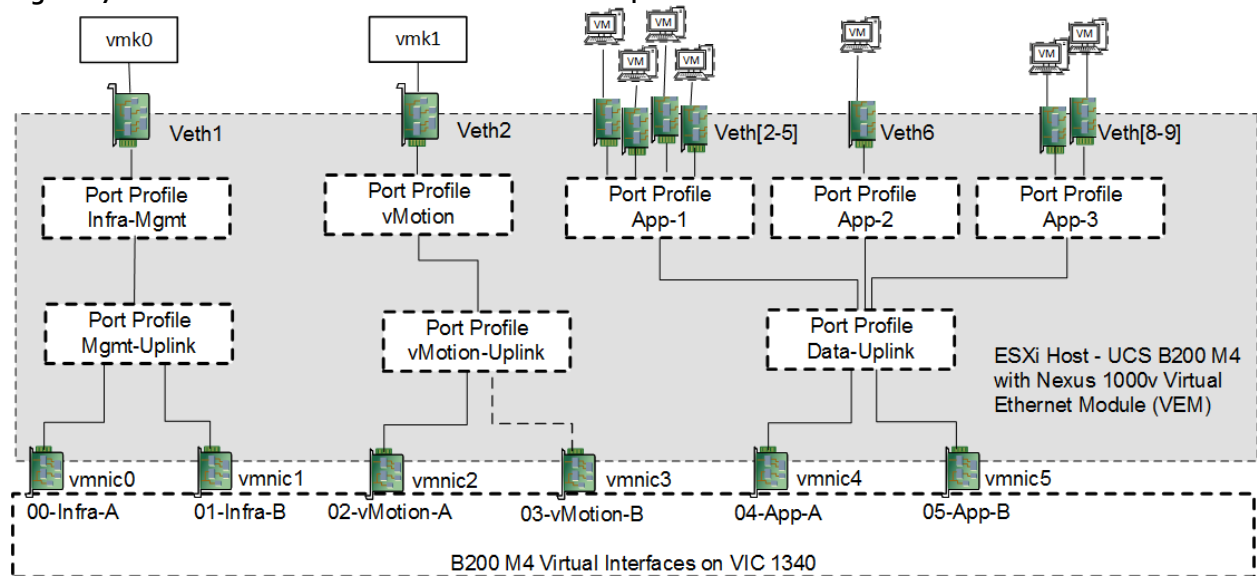 vmk0
vmk1
VM
VM
VM
VM
VM
VM
VM
Veth1
Veth2
Veth[2-5]
Veth6
Veth[8-9]
Port Profile
Infra-Mgmt
Port Profile
vMotion
Port Profile
App-1
Port Profile
App-2
Port Profile
App-3
Port Profile
Mgmt-Uplink
Port Profile
vMotion-Uplink
Port Profile
Data-Uplink
ESXi Host - UCS B200 M4
with Nexus 1000v Virtual
Ethernet Module (VEM)
vmnic0
vmnic1
vmnic2
vmnic3
vmnic4
vmnic5
00-Infra-A
01-Infra-B
02-vMotion-A
03-vMotion-B
04-App-A
05-App-B
B200 M4 Virtual Interfaces on VIC 1340